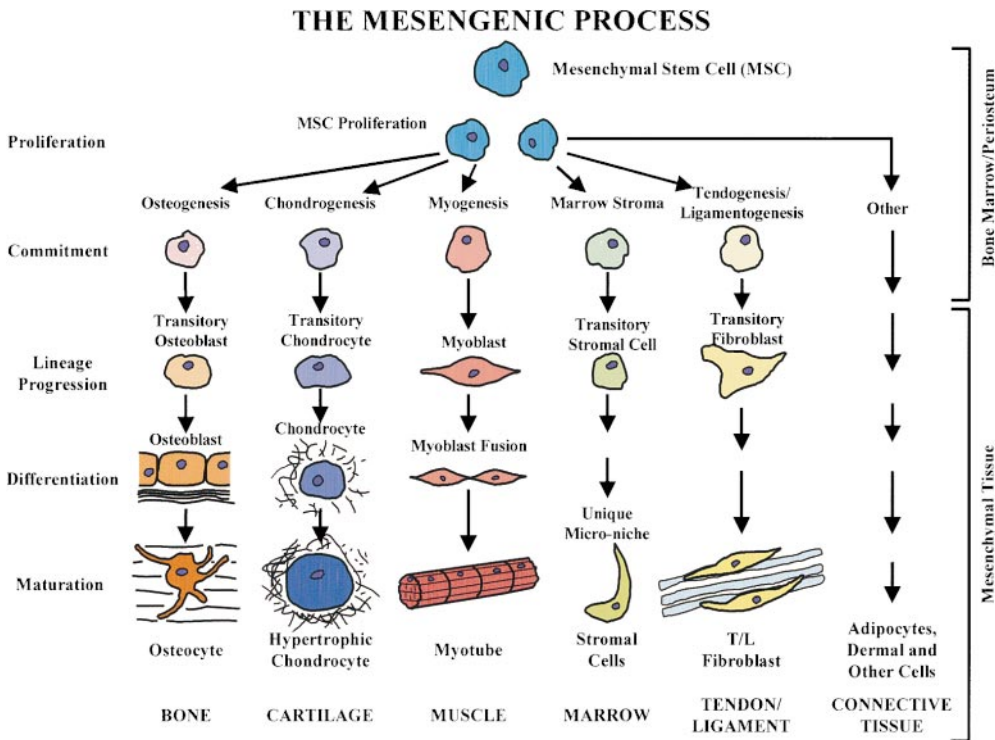 THE MESENGENIC PROCESS
Mesenchymal Stem Cell (MSC)
MSC Proliferation
Proliferation
Osteogenesis
Chondrogenesis
Myogenesis
Marrow Stroma
Tendogenesis/
Ligamentogenesis
Other
Commitment
Transitory
Osteoblast
Transitory
Chondrocyte
Myoblast
Transitory
Stromal Cell
Transitory
Fibroblast
Lineage
Progression
Osteoblast
Chondrocyte
Myoblast Fusion
Differentiation
Unique
Micro-niche
Maturation
Osteocyte
Hypertrophic
Chondrocyte
Myotube
Stromal
Cells
T/L
Fibroblast
Adipocytes,
Dermal and
Other Cells
BONE
CARTILAGE
MUSCLE
MARROW
TENDON/
LIGAMENT
CONNECTIVE
TISSUE
Bone Marrow/Periosteum
Mesenchymal Tissue